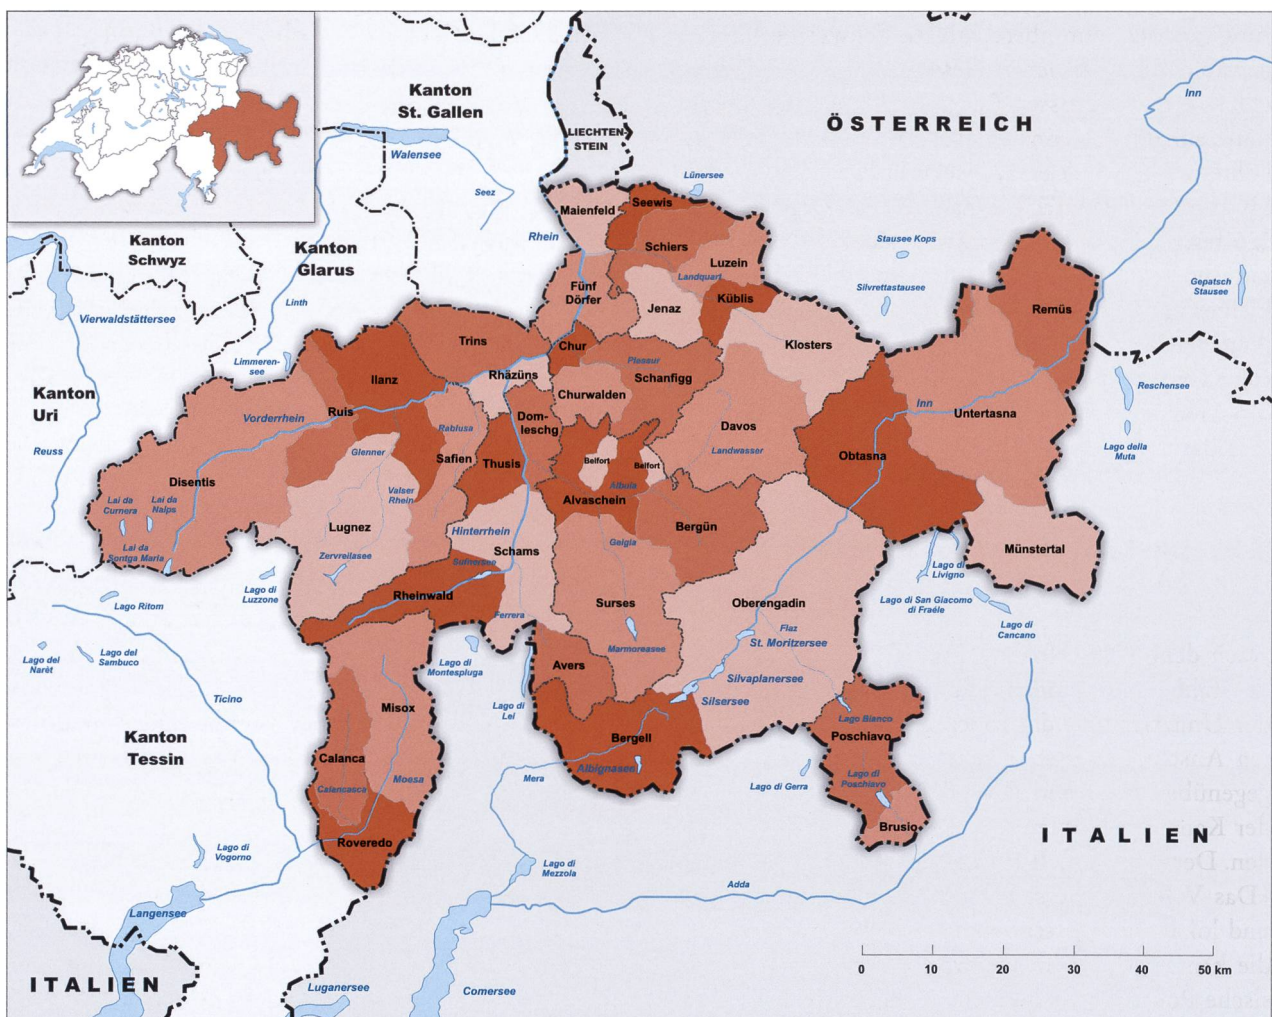 Kanton
St. Gallen
LIECHTEN-
STEIN
ÖSTERREICH
Inn
Walensee
Seez
Lünersee
Maienfeld
Seewis
Kanton
Schwyz
Kanton
Glarus
Rhein
Schiers
Stausee Kops
Luzein
Landquart
Fünf
Dörfer
Silvrettastausee
Gepatsch
Stausee
Linth
Jenaz
Küblis
Remüs
Vierwaldstättersee
Trins
Chur
Klosters
Limmeren-
see
Plessur
Rhäzüns
Schanfigg
Ilanz
Reschensee
Kanton
Uri
Churwalden
Inn
Untertasna
Ruis
Vorderrhein
Dom-
leschg
Davos
Rabiusa
Reuss
Glenner
Safien
Thusis
Belfort
Belfort
Landwasser
Obtasna
Lago della
Muta
Disentis
Albula
Valser
Rhein
Alvaschein
Lai da
Curnera
Lai da
Nalps
Lugnez
Hinterrhein
Bergün
Lai da
Sontga Maria
Zervreilasee
Schams
Gelgia
Münstertal
Sufnersee
Lago di
Livigno
Lago di
Luzzone
Rheinwald
Surses
Oberengadin
Lago di San Giacomo
di Fraéle
Lago Ritom
Ferrera
Flaz
Lago di
Cancano
St. Moritzersee
Marmoreasee
Lago del
Narèt
Lago del
Sambuco
Lago di
Montespluga
Avers
Silvaplanersee
Ticino
Misox
Lago di
Lei
Silsersee
Lago Bianco
Poschiavo
Kanton
Tessin
Bergell
Calanca
Albignasee
Mera
Moesa
Lago di
Poschiavo
Calancasca
Lago di Gerra
Brusio
ITALIEN
Roveredo
Lago di
Vogorno
Lago di
Mezzola
Adda
Langensee
ITALIEN
Luganersee
Comersee
0 10 20 30 40 50 km